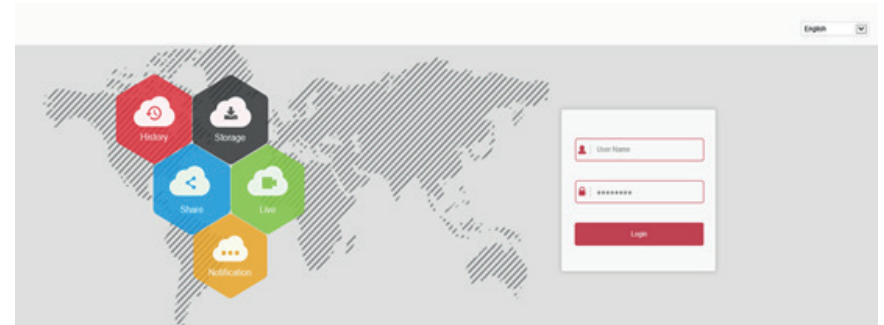 English
History
Storage
Share
Live
Notification
User Name
********
Login